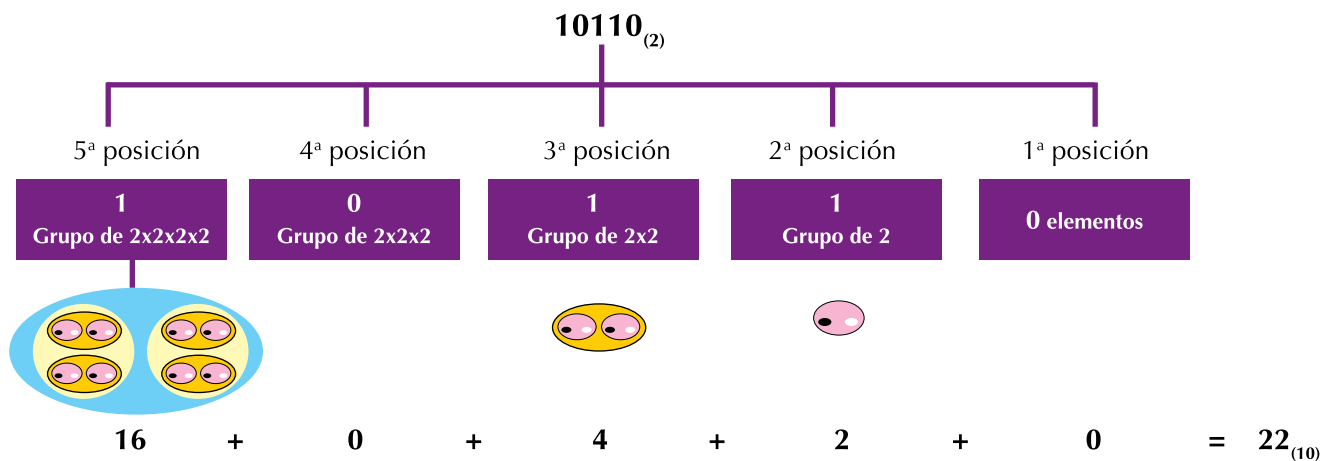 10110(2)
5ª posición 4ª posición 3ª posición 2ª posición 1ª posición
1 0 1 1 0 elementos
Grupo de 2x2x2x2 Grupo de 2x2x2 Grupo de 2x2 Grupo de 2
16 + 0 + 4 + 2 + 0 = 22(10)